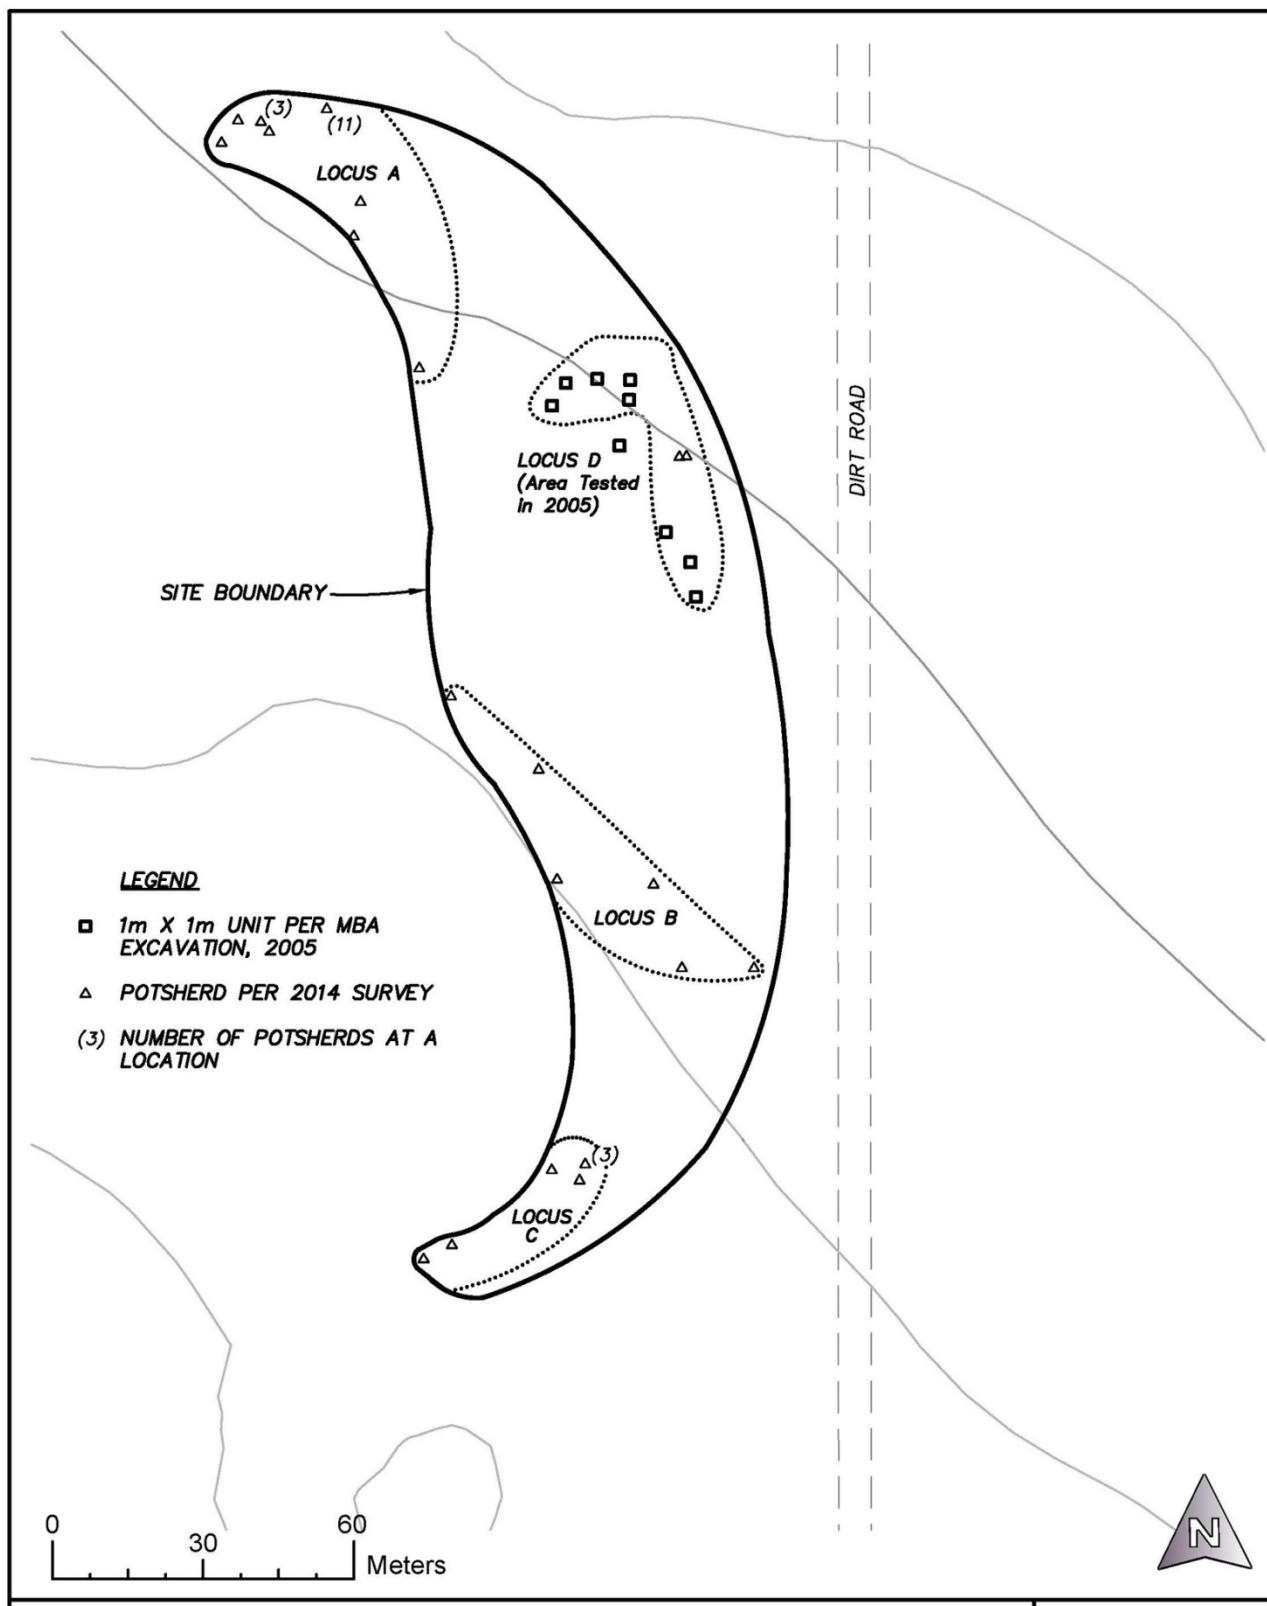 (3)
(11)
LOCUS A
LOCUS D
(Area Tested
in 2005)
DIRT ROAD
SITE BOUNDARY
LEGEND
1m X 1m UNIT PER MBA
EXCAVATION, 2005
POTSHERD PER 2014 SURVEY
(3) NUMBER OF POTSHERDS AT A
LOCATION
LOCUS B
(3)
LOCUS
C
0 30 60
Meters
N